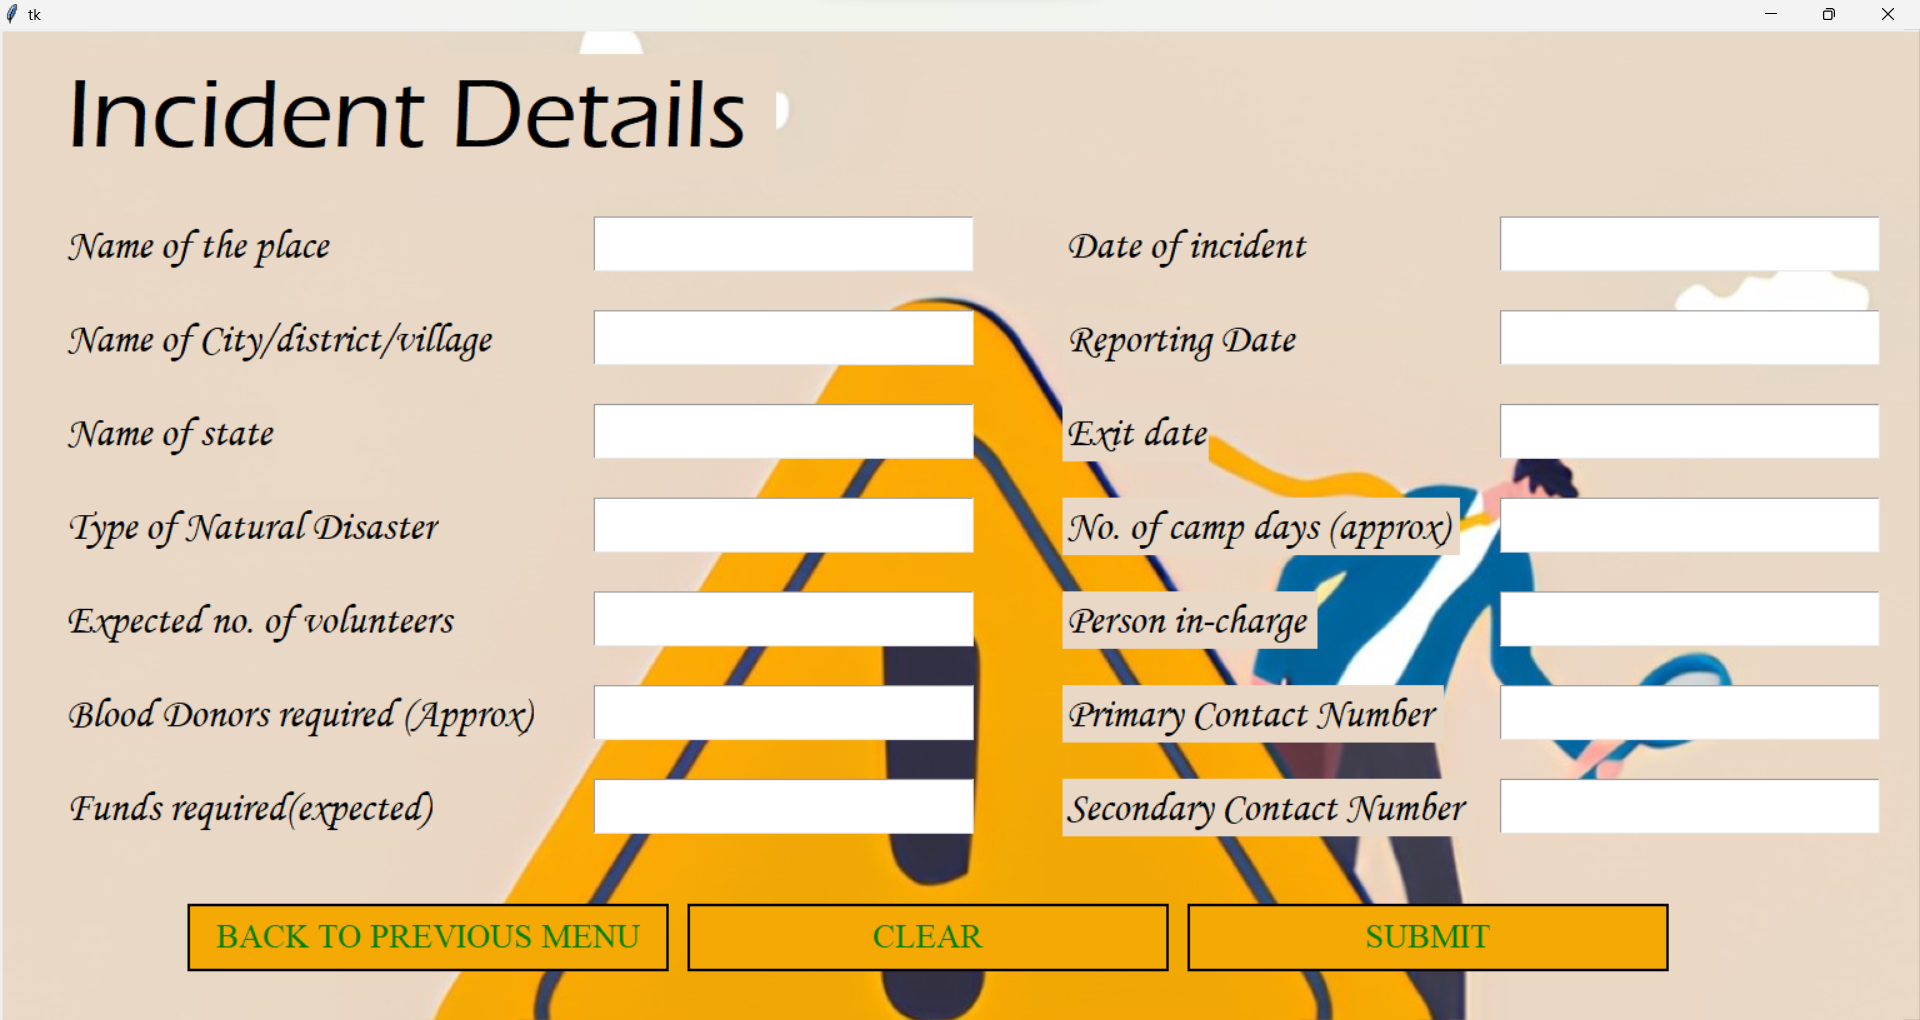 tk
Incident Details
Name of the place
Date of incident
Name of City/district/village
Reporting Date
Name of state
Exit date
Type of Natural Disaster
No. of camp days (approx)
Expected no. of volunteers
Person in-charge
Blood Donors required (Approx)
Primary Contact Number
Funds required(expected)
Secondary Contact Number
BACK TO PREVIOUS MENU
CLEAR
SUBMIT